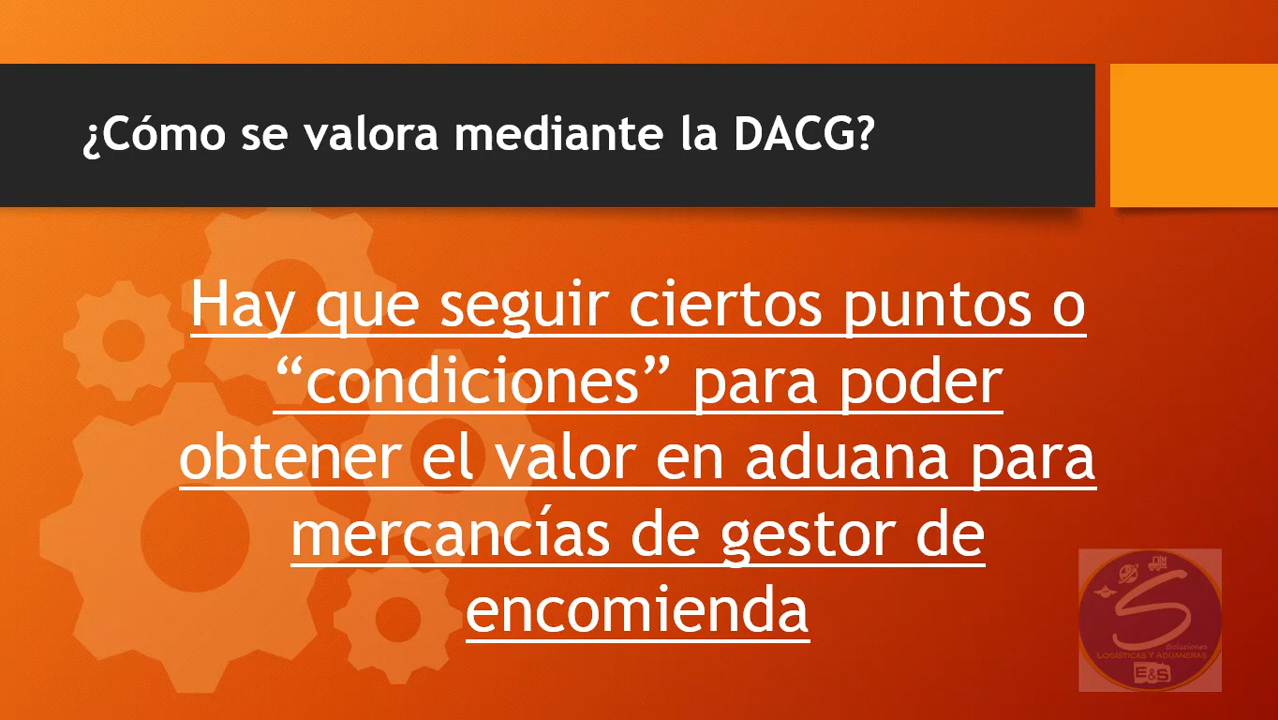 ¿Cómo se valora mediante la DACG?
Hay que seguir ciertos puntos o
“condiciones” para poder
obtener el valor en aduana para
mercancías de gestor de
encomienda
S
Soluciones
LOGÍSTICAS Y ADUANERAS
E&S